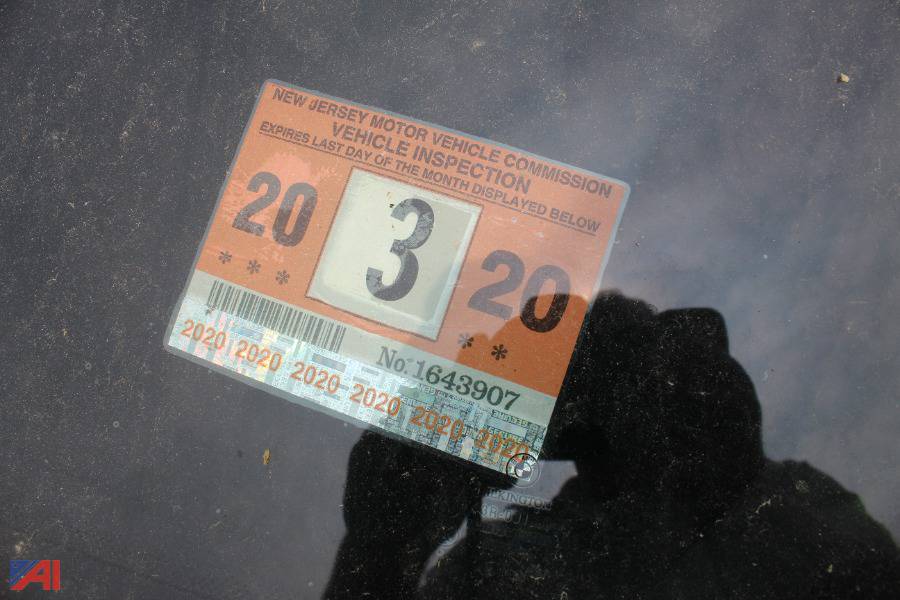 NEW JERSEY MOTOR VEHICLE COMMISSION
VEHICLE INSPECTION
EXPIRES LAST DAY OF THE MONTH DISPLAYED BELOW
20 3 20
*** **
No. 1643907
2020 2020 2020 2020 2020 2020
AI